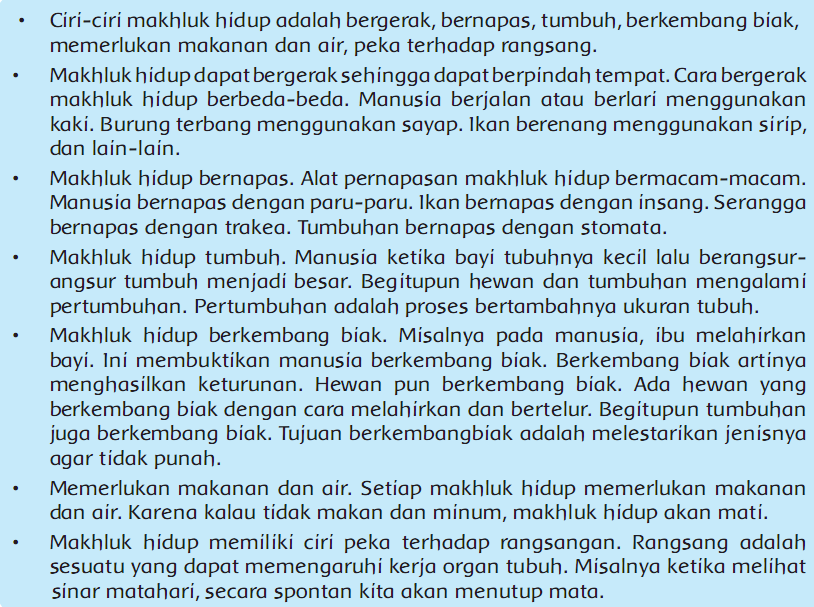 • Ciri-ciri makhluk hidup adalah bergerak, bernapas, tumbuh, berkembang biak,
memerlukan makanan dan air, peka terhadap rangsang.
• Makhluk hidup dapat bergerak sehingga dapat berpindah tempat. Cara bergerak
makhluk hidup berbeda-beda. Manusia berjalan atau berlari menggunakan
kaki. Burung terbang menggunakan sayap. Ikan berenang menggunakan sirip,
dan lain-lain.
• Makhluk hidup bernapas. Alat pernapasan makhluk hidup bermacam-macam.
Manusia bernapas dengan paru-paru. Ikan bernapas dengan insang. Serangga
bernapas dengan trakea. Tumbuhan bernapas dengan stomata.
• Makhluk hidup tumbuh. Manusia ketika bayi tubuhnya kecil lalu berangsur-
angsur tumbuh menjadi besar. Begitupun hewan dan tumbuhan mengalami
pertumbuhan. Pertumbuhan adalah proses bertambahnya ukuran tubuh.
• Makhluk hidup berkembang biak. Misalnya pada manusia, ibu melahirkan
bayi. Ini membuktikan manusia berkembang biak. Berkembang biak artinya
menghasilkan keturunan. Hewan pun berkembang biak. Ada hewan yang
berkembang biak dengan cara melahirkan dan bertelur. Begitupun tumbuhan
juga berkembang biak. Tujuan berkembangbiak adalah melestarikan jenisnya
agar tidak punah.
• Memerlukan makanan dan air. Setiap makhluk hidup memerlukan makanan
dan air. Karena kalau tidak makan dan minum, makhluk hidup akan mati.
• Makhluk hidup memiliki ciri peka terhadap rangsangan. Rangsang adalah
sesuatu yang dapat memengaruhi kerja organ tubuh. Misalnya ketika melihat
sinar matahari, secara spontan kita akan menutup mata.